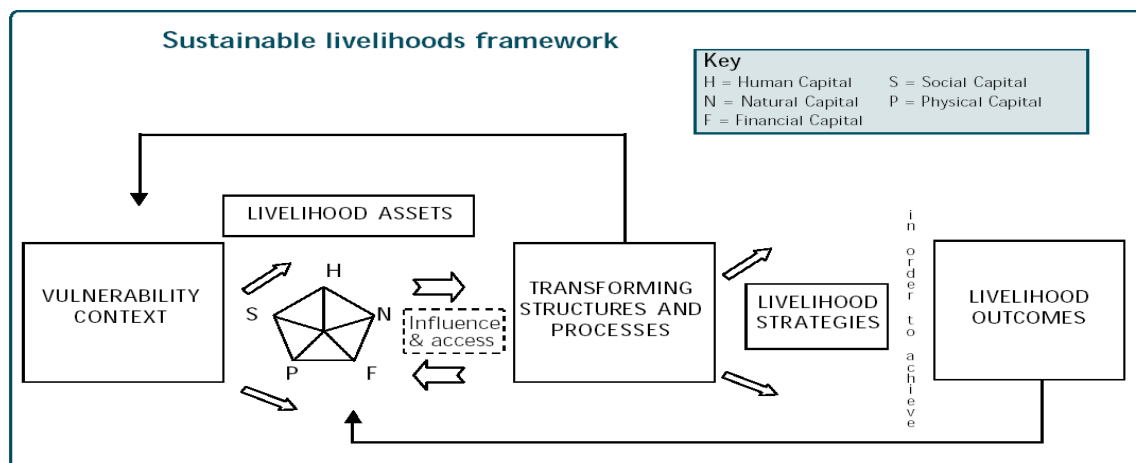 Sustainable livelihoods framework
Key
H = Human Capital S = Social Capital
N = Natural Capital P = Physical Capital
F = Financial Capital
LIVELIHOOD ASSETS
VULNERABILITY
CONTEXT
H
S
N
P
F
Influence
& access
TRANSFORMING
STRUCTURES AND
PROCESSES
LIVELIHOOD
STRATEGIES
in order to achieve
LIVELIHOOD
OUTCOMES